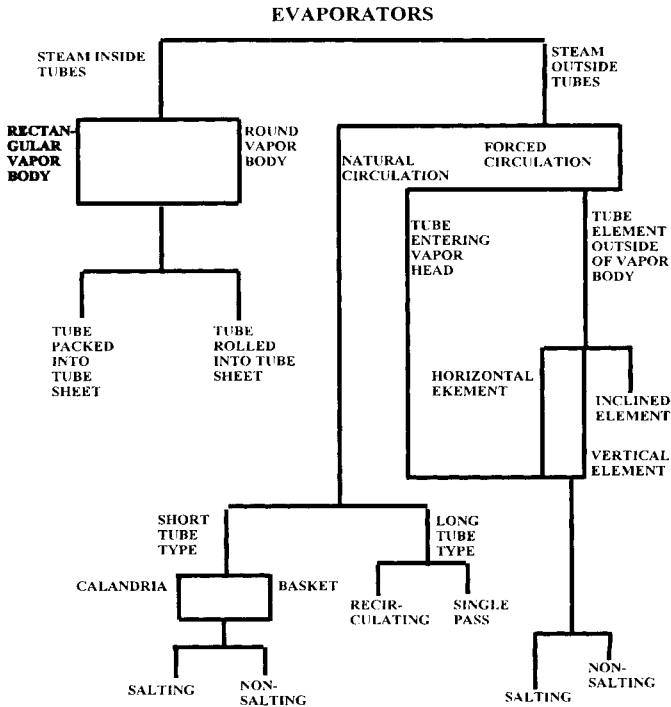 EVAPORATORS
STEAM INSIDE
TUBES
STEAM
OUTSIDE
TUBES
RECTAN-
GULAR
VAPOR
BODY
ROUND
VAPOR
BODY
NATURAL
CIRCULATION
FORCED
CIRCULATION
TUBE
ENTERING
VAPOR
HEAD
TUBE
ELEMENT
OUTSIDE
OF VAPOR
BODY
TUBE
PACKED
INTO
TUBE
SHEET
TUBE
ROLLED
INTO TUBE
SHEET
HORIZONTAL
EKEMENT
INCLINED
ELEMENT
VERTICAL
ELEMENT
SHORT
TUBE
TYPE
LONG
TUBE
TYPE
CALANDRIA
BASKET
RECIR-
CULATING
SINGLE
PASS
SALTING
NON-
SALTING
SALTING
NON-
SALTING